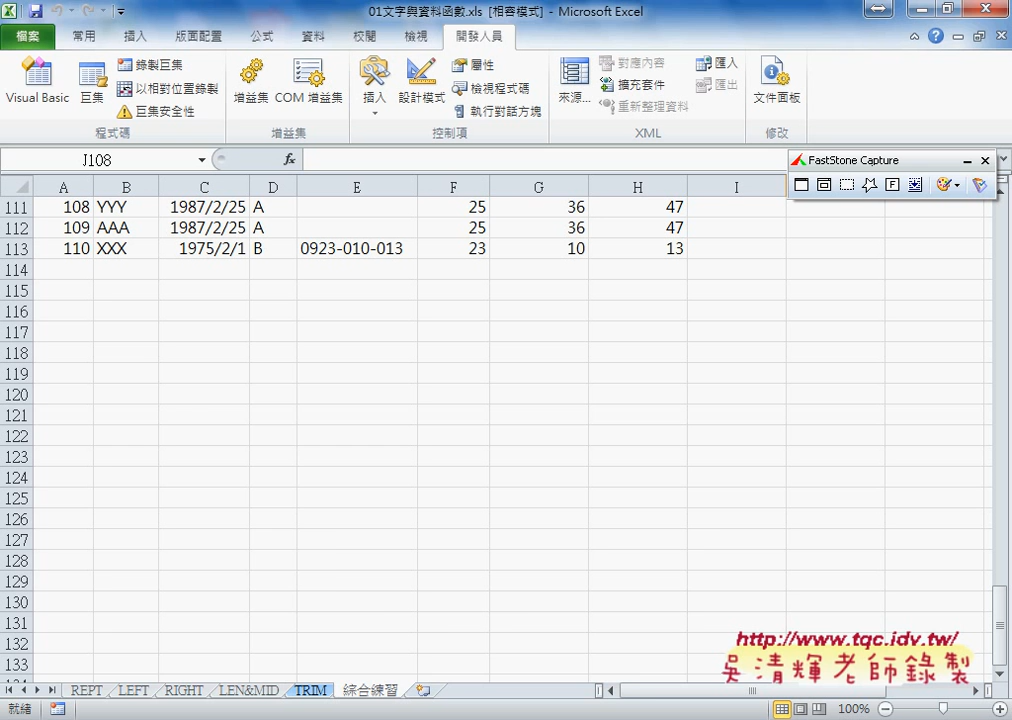 01文字與資料函數.xls [相容模式] - Microsoft Excel
檔案 常用 插入 版面配置 公式 資料 校閱 檢視 開發人員
Visual Basic 巨集 錄製巨集 以相對位置錄製 巨集安全性 增益集 COM 增益集 插入 設計模式 屬性 檢視程式碼 執行對話方塊 來源... 對應內容 擴充套件 重新整理資料 匯入 匯出 文件面板
程式碼 增益集 控制項 XML 修改
J108 fx
FastStone Capture
A B C D E F G H I
111 108 YYY 1987/2/25 A 25 36 47
112 109 AAA 1987/2/25 A 25 36 47
113 110 XXX 1975/2/1 B 0923-010-013 23 10 13
114
115
116
117
118
119
120
121
122
123
124
125
126
127
128
129
130
131
132
133
http://www.tqc.idv.tw/
吳清輝老師錄製
REPT LEFT RIGHT LEN&MID TRIM 綜合練習
就緒 100%